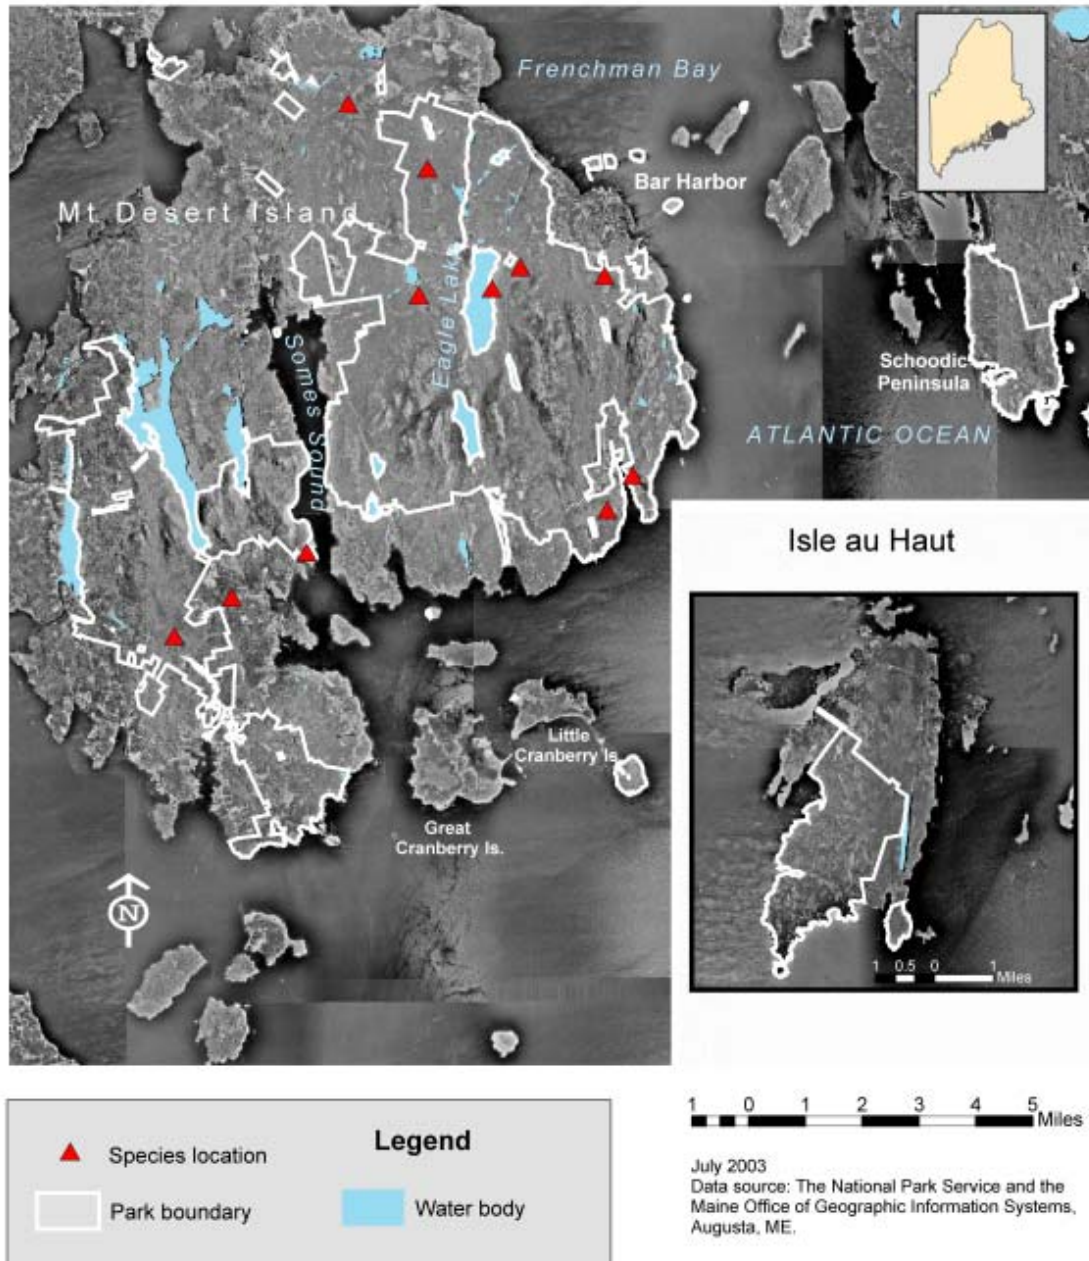 Frenchman Bay
Bar Harbor
Mt. Desert Island
Eagle Lake
Somes Sound
Schoodic
Peninsula
ATLANTIC OCEAN
Isle au Haut
Little
Cranberry Is.
Great
Cranberry Is.
N
1 0.5 0 1
Miles
Legend
Species location
Park boundary
Water body
1 0 1 2 3 4 5
Miles
July 2003
Data source: The National Park Service and the
Maine Office of Geographic Information Systems,
Augusta, ME.